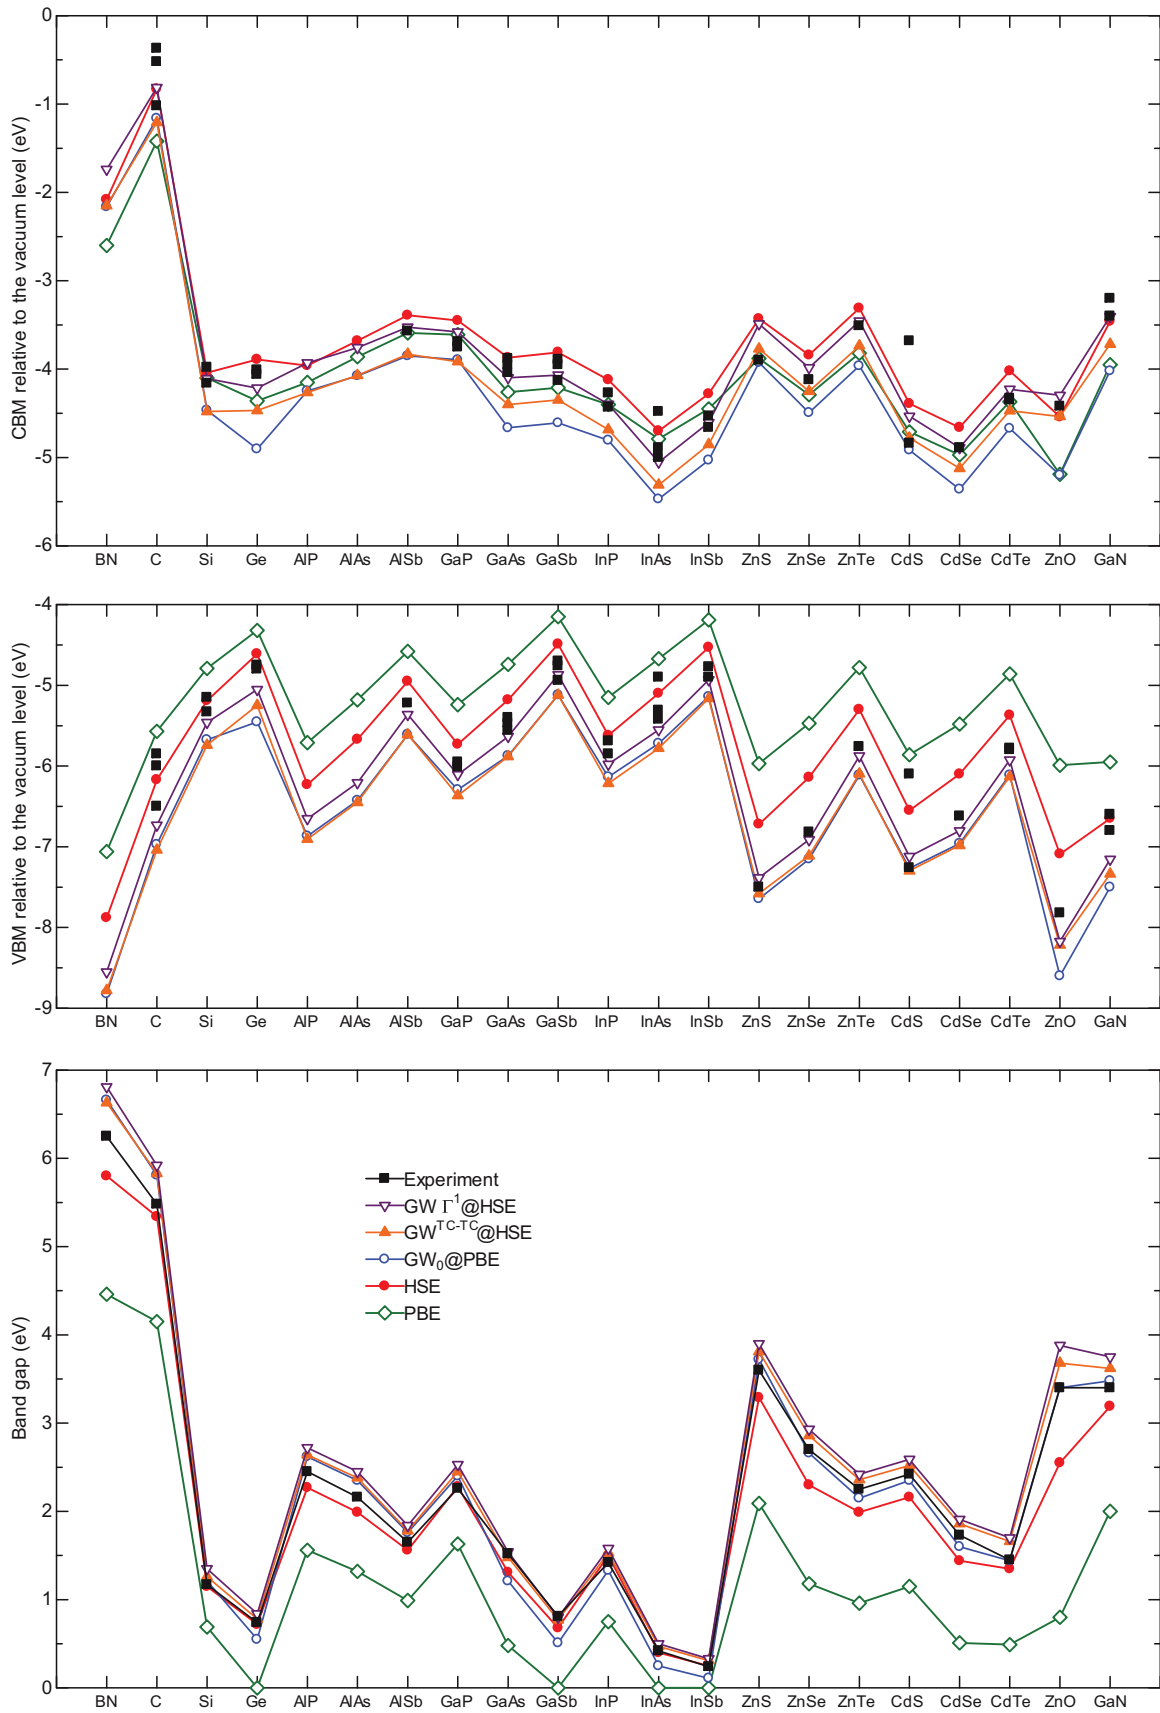 0
-1
-2
-3
-4
-5
-6
CBM relative to the vacuum level (eV)
BN C Si Ge AlP AlAs AlSb GaP GaAs GaSb InP InAs InSb ZnS ZnSe ZnTe CdS CdSe CdTe ZnO GaN
-4
-5
-6
-7
-8
-9
VBM relative to the vacuum level (eV)
BN C Si Ge AlP AlAs AlSb GaP GaAs GaSb InP InAs InSb ZnS ZnSe ZnTe CdS CdSe CdTe ZnO GaN
7
6
5
4
3
2
1
0
Band gap (eV)
Experiment
GW Γ¹@HSE
GW^TC-TC@HSE
GW₀@PBE
HSE
PBE
BN C Si Ge AlP AlAs AlSb GaP GaAs GaSb InP InAs InSb ZnS ZnSe ZnTe CdS CdSe CdTe ZnO GaN